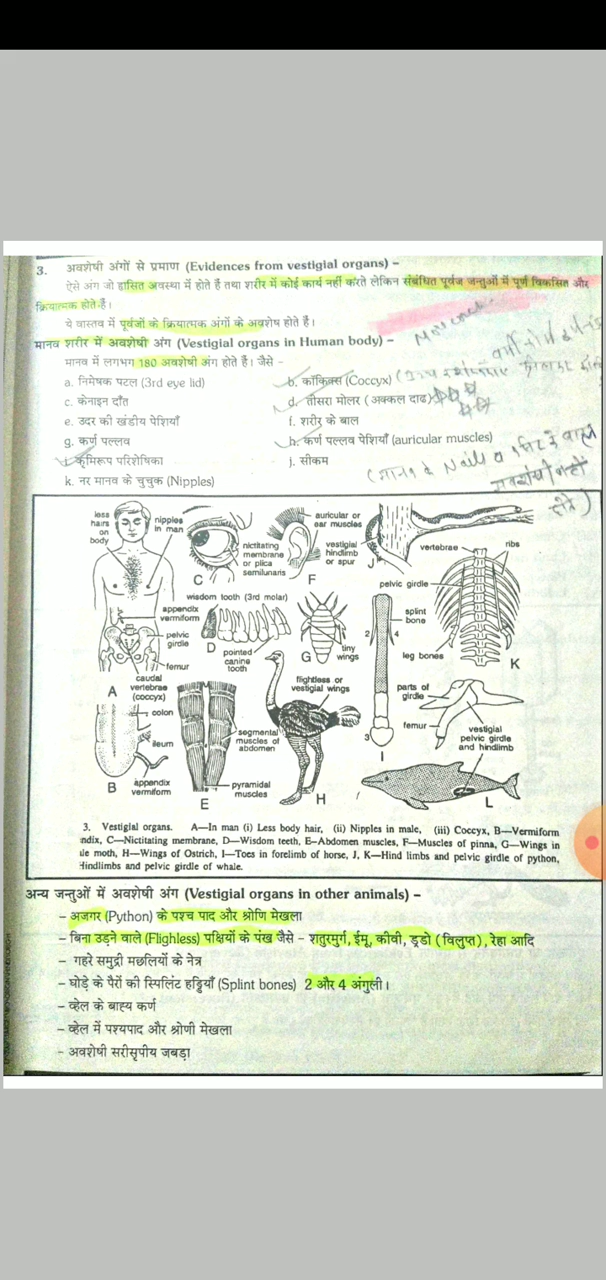 3. अवशेषी अंगों से प्रमाण (Evidences from vestigial organs) –
ऐसे अंग जो ह्रासित अवस्था में होते हैं तथा शरीर में कोई कार्य नहीं करते लेकिन संबंधित पूर्वज जन्तुओं में पूर्ण विकसित और
क्रियात्मक होते हैं।
ये वास्तव में पूर्वजों के क्रियात्मक अंगों के अवशेष होते हैं।
मानव शरीर में अवशेषी अंग (Vestigial organs in Human body) –
मानव में लगभग 180 अवशेषी अंग होते हैं। जैसे –
a. निमेषक पटल (3rd eye lid) b. कॉक्सिक्स (Coccyx)
c. केनाइन दाँत d. तीसरा मोलर (अक्कल दाढ)
e. उदर की खंडीय पेशियाँ f. शरीर के बाल
g. कर्ण पल्लव h. कर्ण पल्लव पेशियाँ (auricular muscles)
i. कृमिरूप परिशेषिका j. सीकम
k. नर मानव के चुचुक (Nipples)
less hairs on body
nipples in man
C
nictitating membrane or plica semilunaris
auricular or ear muscles
F
vestigial hindlimb or spur
J
vertebrae
ribs
pelvic girdle
K
appendix vermiform
pelvic girdle
femur
caudal vertebrae (coccyx)
A
wisdom tooth (3rd molar)
D
pointed canine tooth
G
tiny wings
splint bone
2
4
leg bones
3
I
colon
ileum
appendix vermiform
B
segmental muscles of abdomen
pyramidal muscles
E
flightless or vestigial wings
H
parts of girdle
femur
vestigial pelvic girdle and hindlimb
L
3. Vestigial organs. A—In man (i) Less body hair, (ii) Nipples in male, (iii) Coccyx, B—Vermiform
ndix, C—Nictitating membrane, D—Wisdom teeth, E—Abdomen muscles, F—Muscles of pinna, G—Wings in
le moth, H—Wings of Ostrich, I—Toes in forelimb of horse, J, K—Hind limbs and pelvic girdle of python,
Hindlimbs and pelvic girdle of whale.
अन्य जन्तुओं में अवशेषी अंग (Vestigial organs in other animals) –
– अजगर (Python) के पश्च पाद और श्रोणि मेखला
– बिना उड़ने वाले (Flighless) पक्षियों के पंख जैसे – शतुरमुर्ग, ईमू, कीवी, डूडो (विलुप्त), रेहा आदि
– गहरे समुद्री मछलियों के नेत्र
– घोड़े के पैरों की स्पिलिंट हड्डियाँ (Splint bones) 2 और 4 अंगुली।
– व्हेल के बाह्य कर्ण
– व्हेल में पश्यपाद और श्रोणी मेखला
– अवशेषी सरीसृपीय जबड़ा